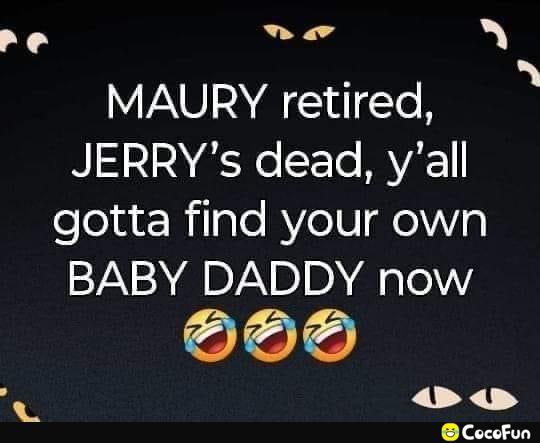 MAURY retired,
JERRY's dead, y'all
gotta find your own
BABY DADDY now
🤣🤣🤣
CocoFun